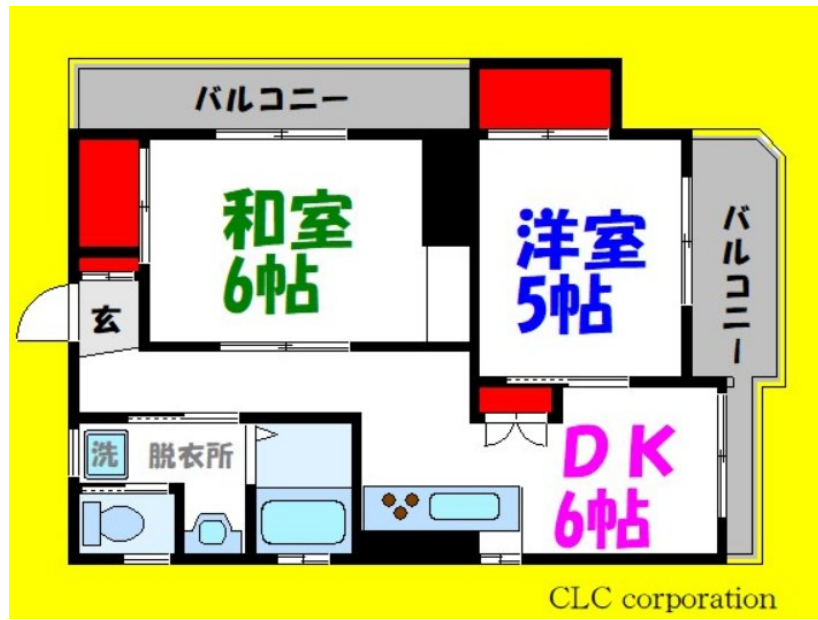 バルコニー
和室
6帖
洋室
5帖
バルコニー
玄
洗
脱衣所
DK
6帖
CLC corporation